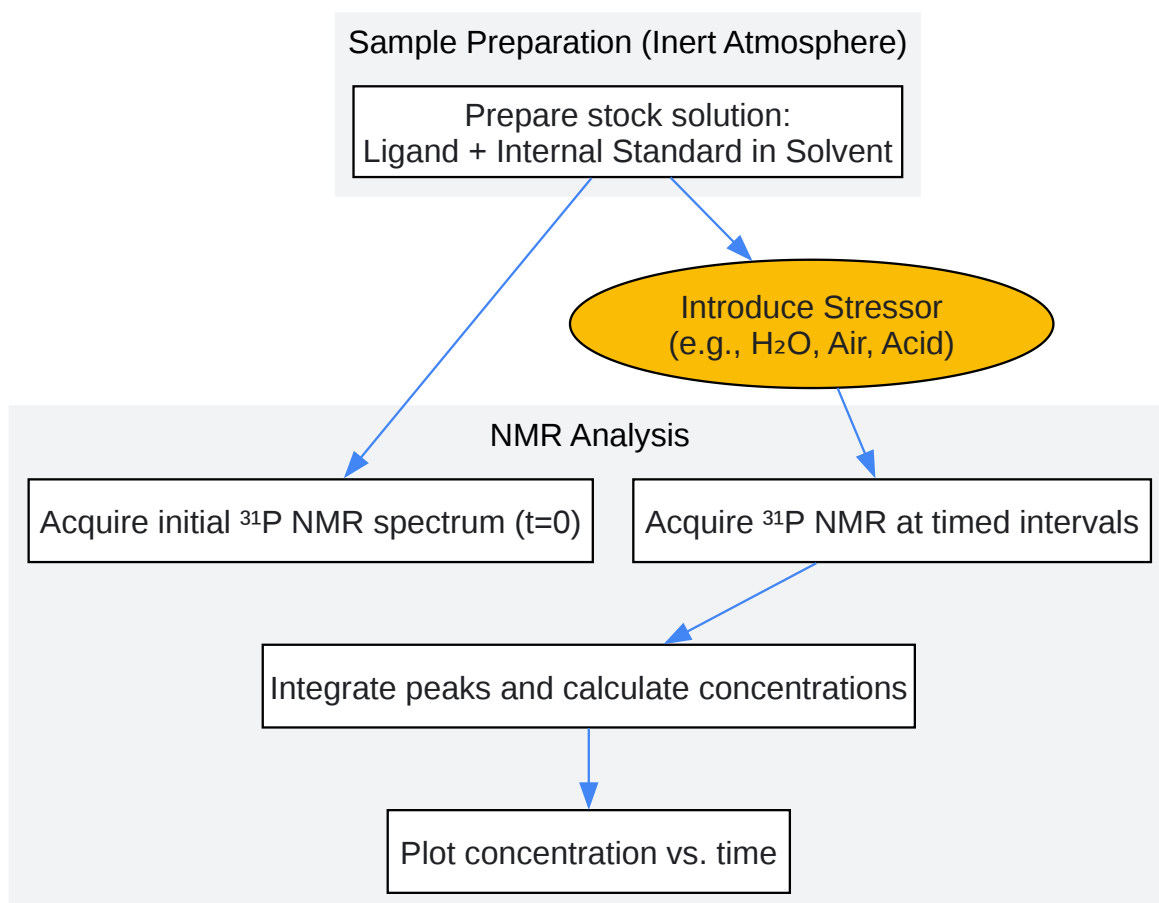 Sample Preparation (Inert Atmosphere)
Prepare stock solution:
Ligand + Internal Standard in Solvent
Introduce Stressor
(e.g., H₂O, Air, Acid)
NMR Analysis
Acquire initial ³¹P NMR spectrum (t=0)
Acquire ³¹P NMR at timed intervals
Integrate peaks and calculate concentrations
Plot concentration vs. time